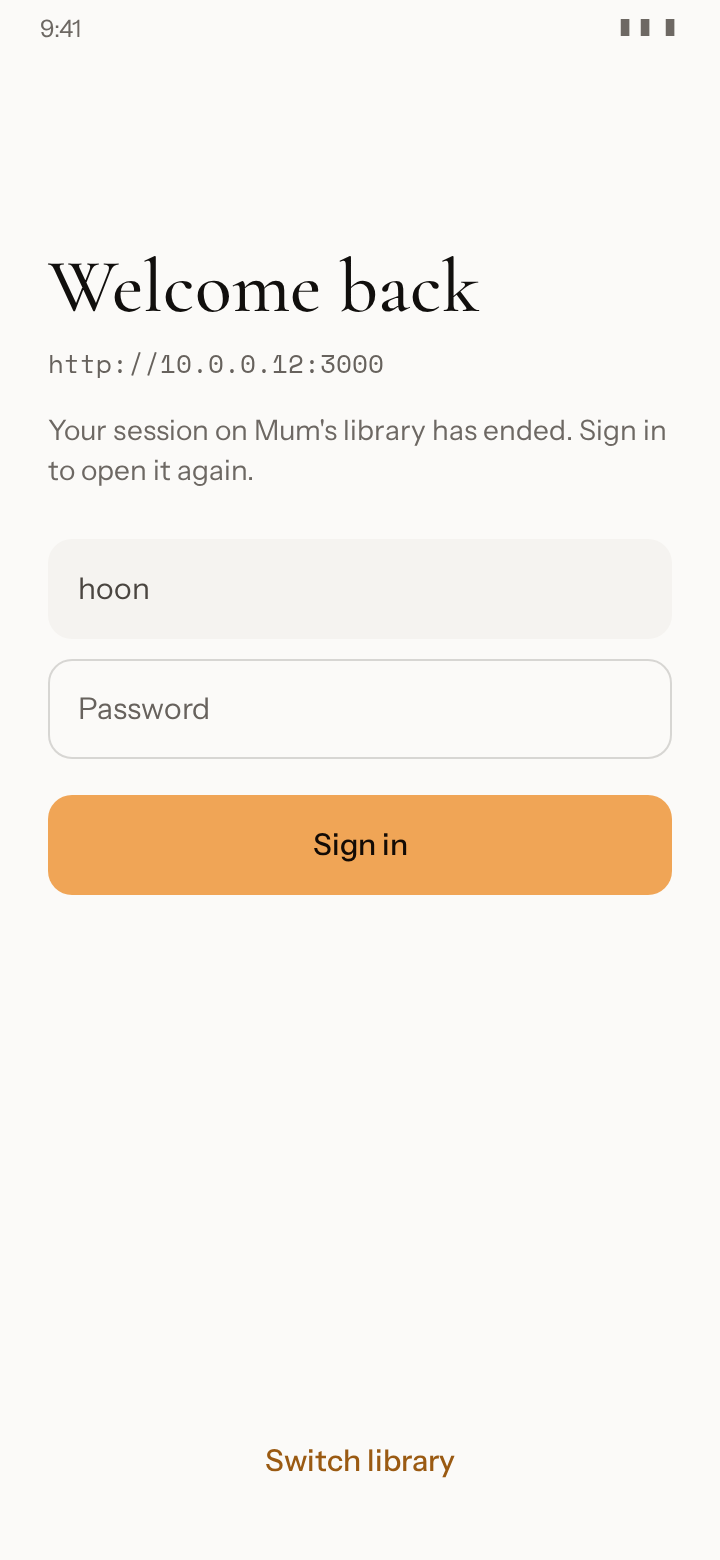 9:41
Welcome back
http://10.0.0.12:3000
Your session on Mum's library has ended. Sign in
to open it again.
hoon
Password
Sign in
Switch library